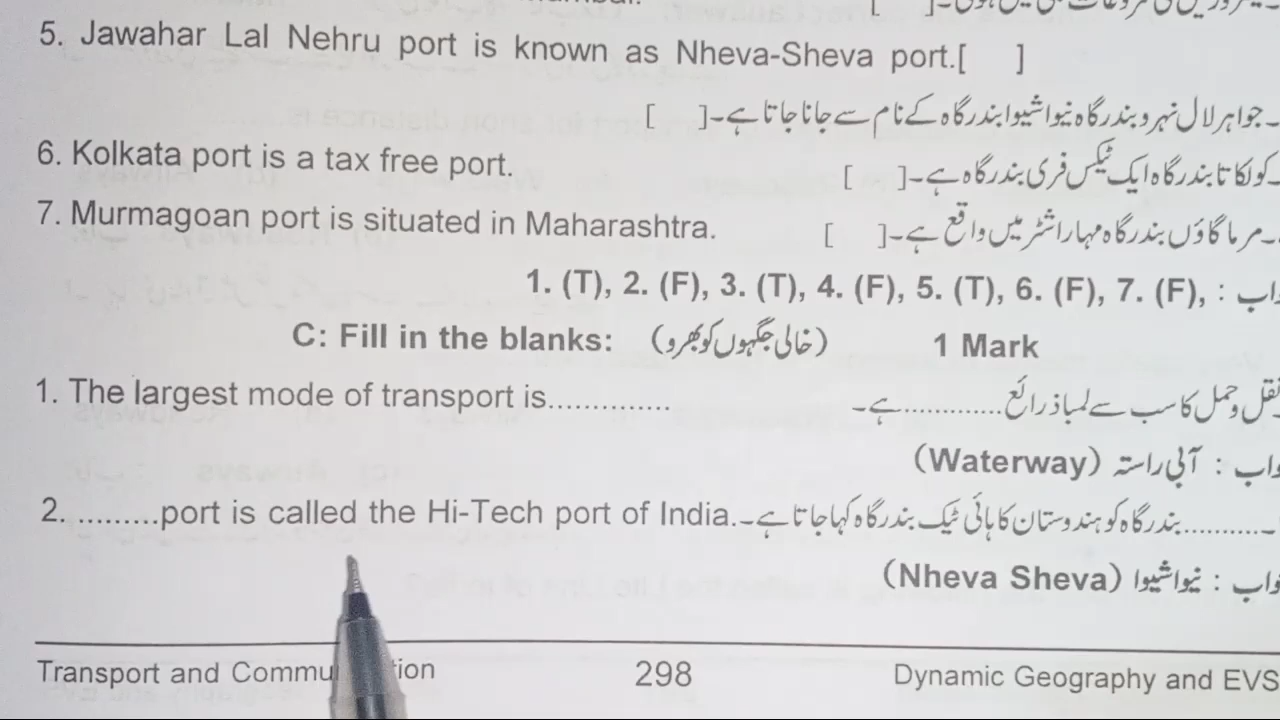 5. Jawahar Lal Nehru port is known as Nheva-Sheva port.[ ]
۔جواہر لال نہرو بندرگاہ نیواشیوا بندرگاہ کے نام سے جانا جاتا ہے۔[ ]
6. Kolkata port is a tax free port. ۔کولکاتا بندرگاہ ایک ٹیکس فری بندرگاہ ہے۔[ ]
7. Murmagoan port is situated in Maharashtra. ۔مرماگاؤں بندرگاہ مہاراشٹر میں واقع ہے۔[ ]
1. (T), 2. (F), 3. (T), 4. (F), 5. (T), 6. (F), 7. (F), :
C: Fill in the blanks: (خالی جگہوں کو بھرو) 1 Mark
1. The largest mode of transport is............. نقل وحمل کا سب سے لمبا ذرائع............ہے۔
: آبی راستہ (Waterway)
2. ..........port is called the Hi-Tech port of India. ۔............بندرگاہ کو ہندوستان کا ہائی ٹیک بندرگاہ کہا جاتا ہے۔
: نیواشیوا (Nheva Sheva)
Transport and Commu tion 298 Dynamic Geography and EVS